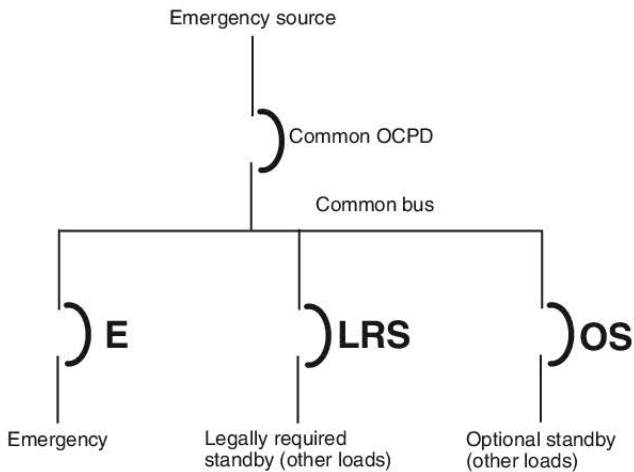 Emergency source
Common OCPD
Common bus
E
LRS
OS
Emergency
Legally required
standby (other loads)
Optional standby
(other loads)